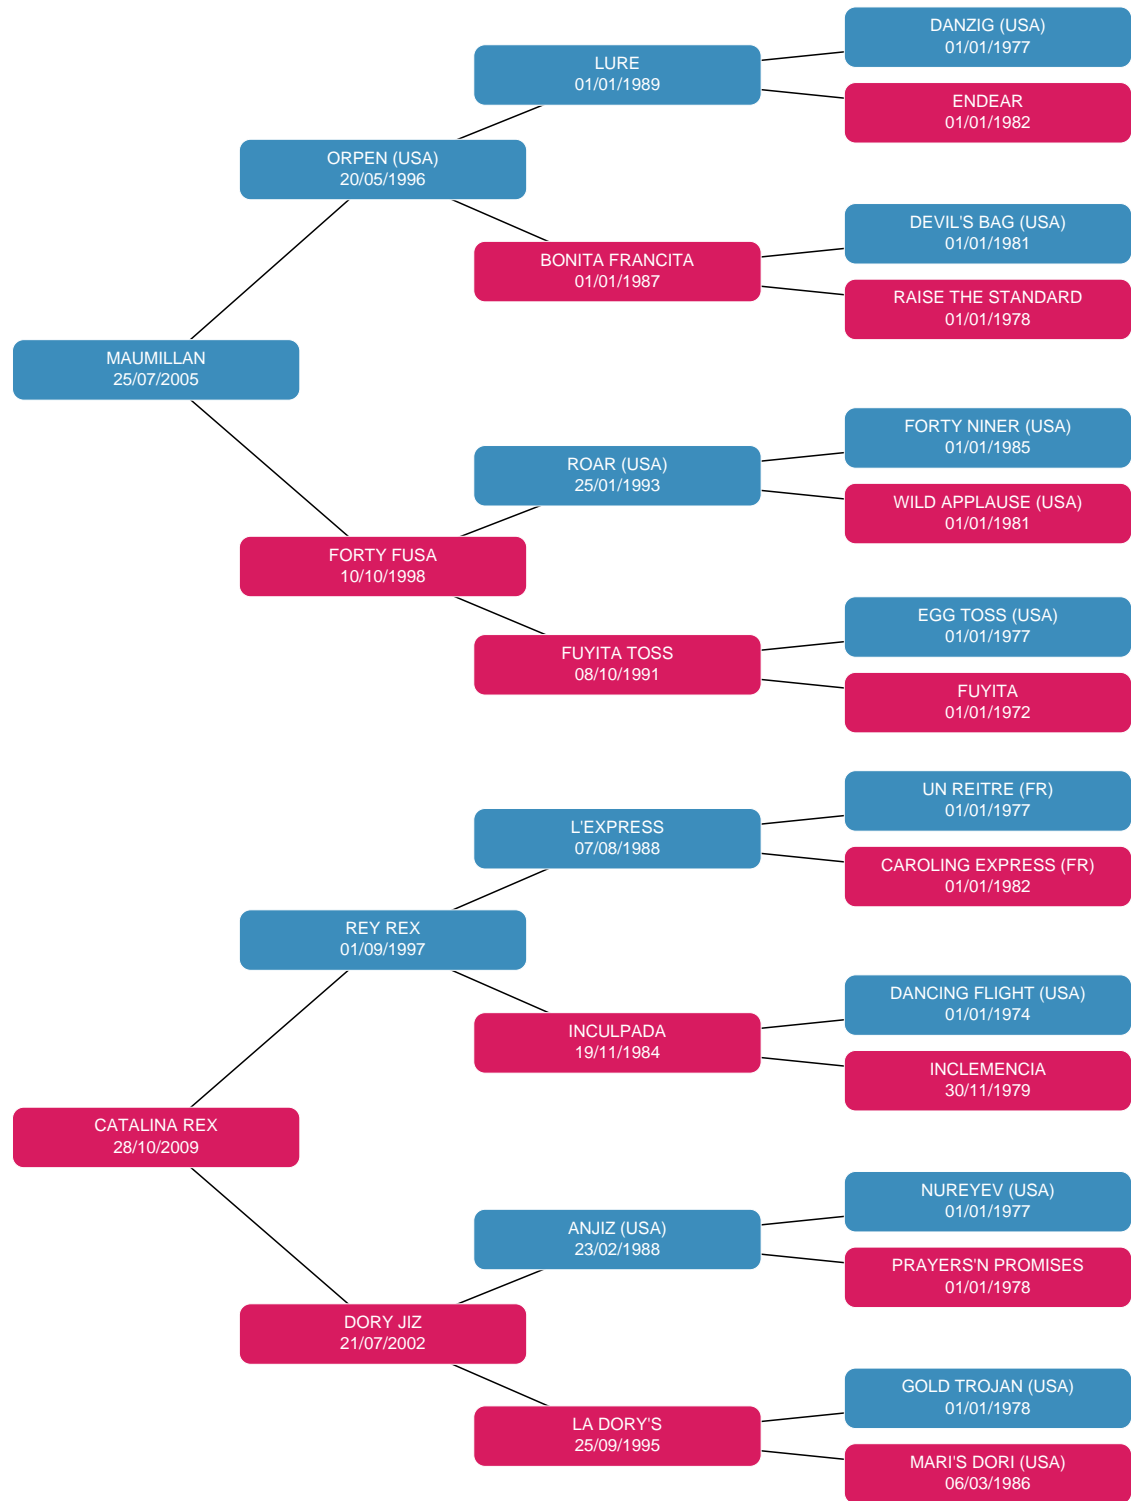 DANZIG (USA)
01/01/1977
LURE
01/01/1989
ENDEAR
01/01/1982
ORPEN (USA)
20/05/1996
DEVIL'S BAG (USA)
01/01/1981
BONITA FRANCITA
01/01/1987
RAISE THE STANDARD
01/01/1978
MAUMILLAN
25/07/2005
FORTY NINER (USA)
01/01/1985
ROAR (USA)
25/01/1993
WILD APPLAUSE (USA)
01/01/1981
FORTY FUSA
10/10/1998
EGG TOSS (USA)
01/01/1977
FUYITA TOSS
08/10/1991
FUYITA
01/01/1972
UN REITRE (FR)
01/01/1977
L'EXPRESS
07/08/1988
CAROLING EXPRESS (FR)
01/01/1982
REY REX
01/09/1997
DANCING FLIGHT (USA)
01/01/1974
INCULPADA
19/11/1984
INCLEMENCIA
30/11/1979
CATALINA REX
28/10/2009
NUREYEV (USA)
01/01/1977
ANJIZ (USA)
23/02/1988
PRAYERS'N PROMISES
01/01/1978
DORY JIZ
21/07/2002
GOLD TROJAN (USA)
01/01/1978
LA DORY'S
25/09/1995
MARI'S DORI (USA)
06/03/1986